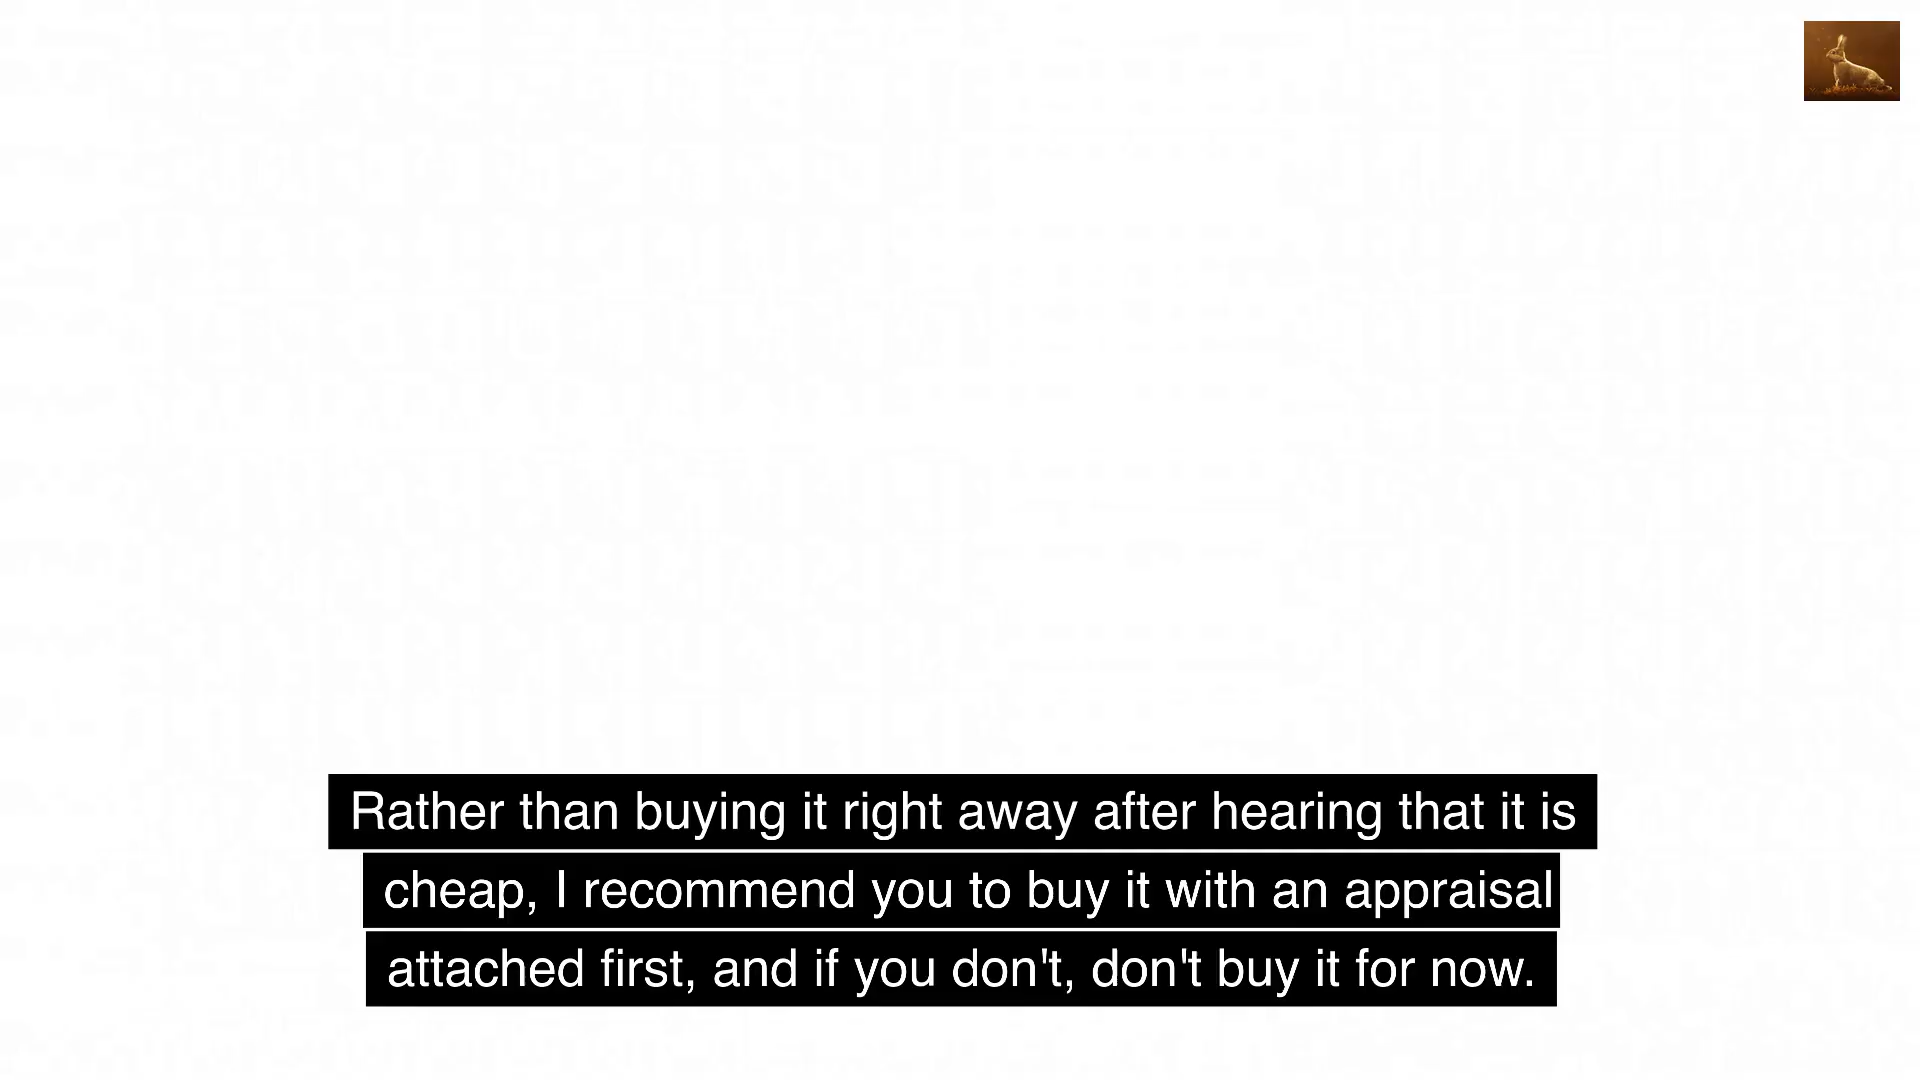 Rather than buying it right away after hearing that it is
cheap, I recommend you to buy it with an appraisal
attached first, and if you don't, don't buy it for now.